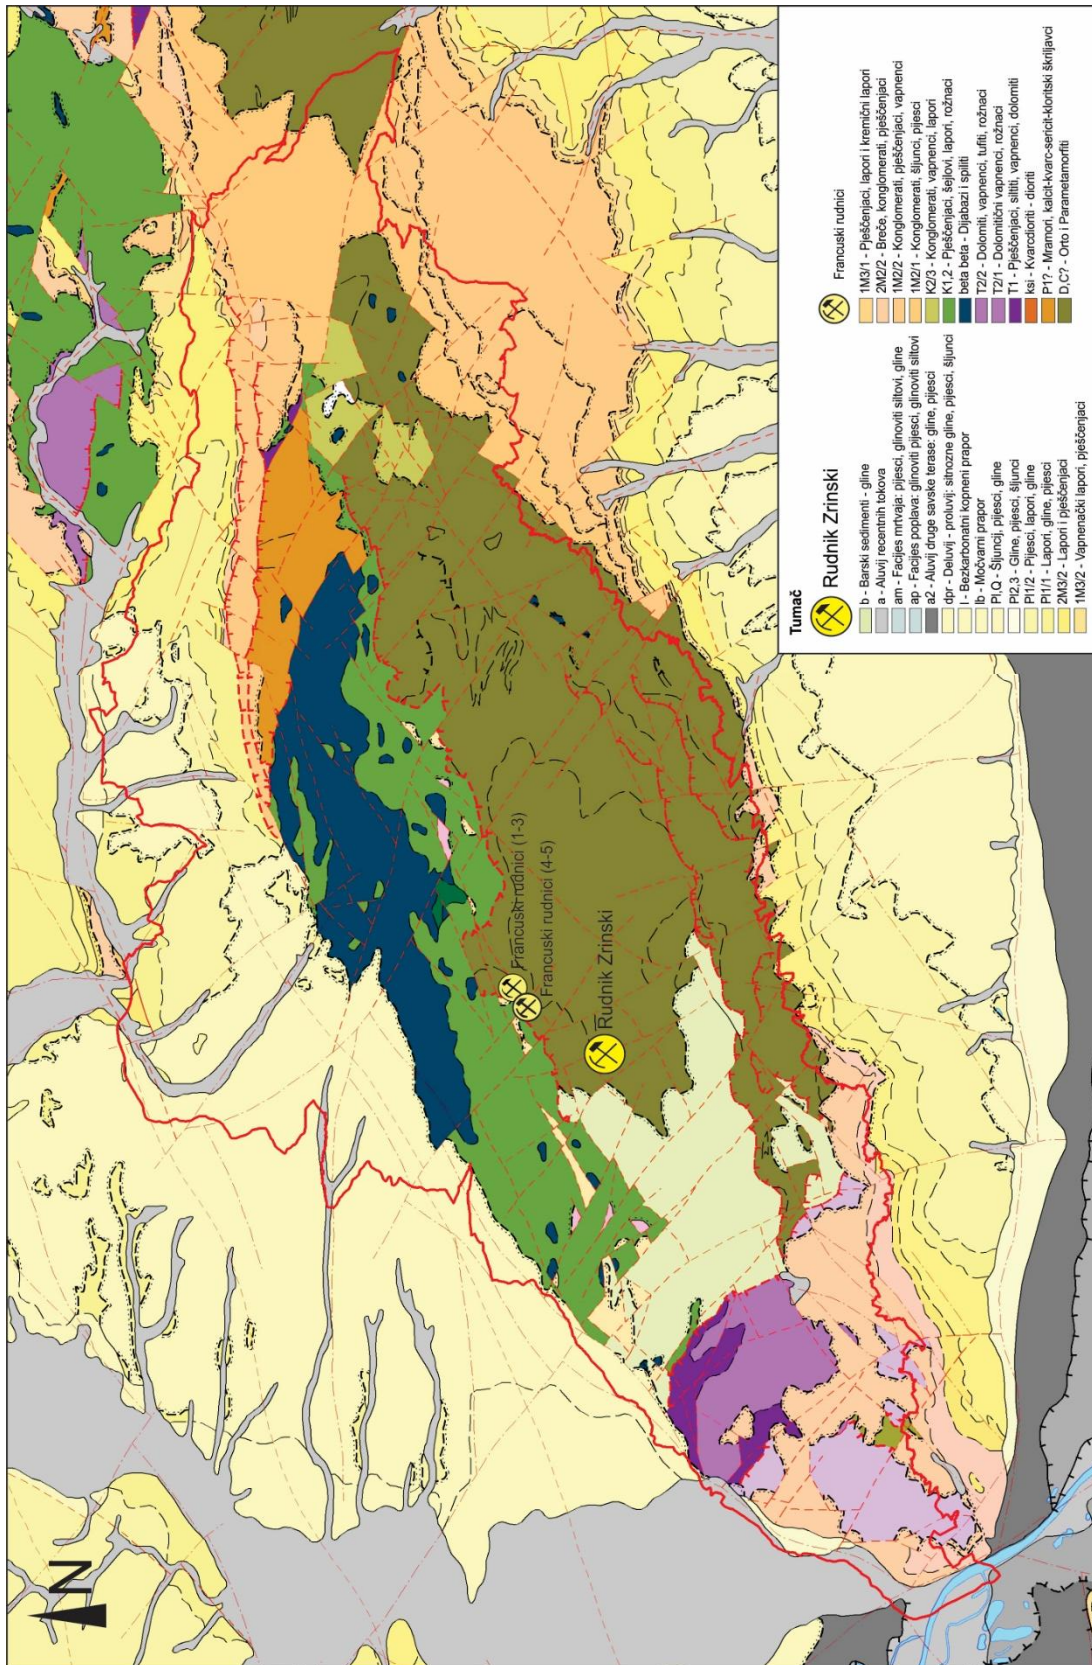 N
Francuski rudnici (1-3)
Francuski rudnici (4-5)
Rudnik Zrinski
Tumač
Rudnik Zrinski
b - Barski sedimenti - gline
a - Aluvij recentnih tokova
am - Facijes mrtvaja: pijesci, glinoviti siltovi, gline
ap - Facijes poplava: glinoviti pijesci, glinoviti siltovi
a2 - Aluvij druge savske terase: gline, pijesci
dpr - Deluvij - proluvij: sitnozrne gline, pijesci, šljunci
l - Bezkarbonatni kopneni prapor
lb - Močvarni prapor
Pl,Q - Šljuncij, pijesci, gline
Pl2,3 - Gline, pijesci, šljunci
Pl1/2 - Pijesci, lapori, gline
Pl1/1 - Lapori, gline, pijesci
2M3/2 - Lapori i pješčenjaci
1M3/2 - Vapnenački lapori, pješčenjaci
Francuski rudnici
1M3/1 - Pješčenjaci, lapori i kremični lapori
2M2/2 - Breče, konglomerati, pješčenjaci
1M2/2 - Konglomerati, pješčenjaci, vapnenci
1M2/1 - Konglomerati, šljunci, pijesci
K2/3 - Konglomerati, vapnenci, lapori
K1,2 - Pješčenjaci, šejlovi, lapori, rožnaci
beta beta - Dijabazi i spiliti
T2/2 - Dolomiti, vapnenci, tufiti, rožnaci
T2/1 - Dolomitični vapnenci, rožnaci
T1 - Pješčenjaci, siltiti, vapnenci, dolomiti
ksi - Kvarcdioriti - dioriti
P1? - Mramori, kalcit-kvarc-sericit-kloritski škriljavci
D,C? - Orto i Parametamorfiti